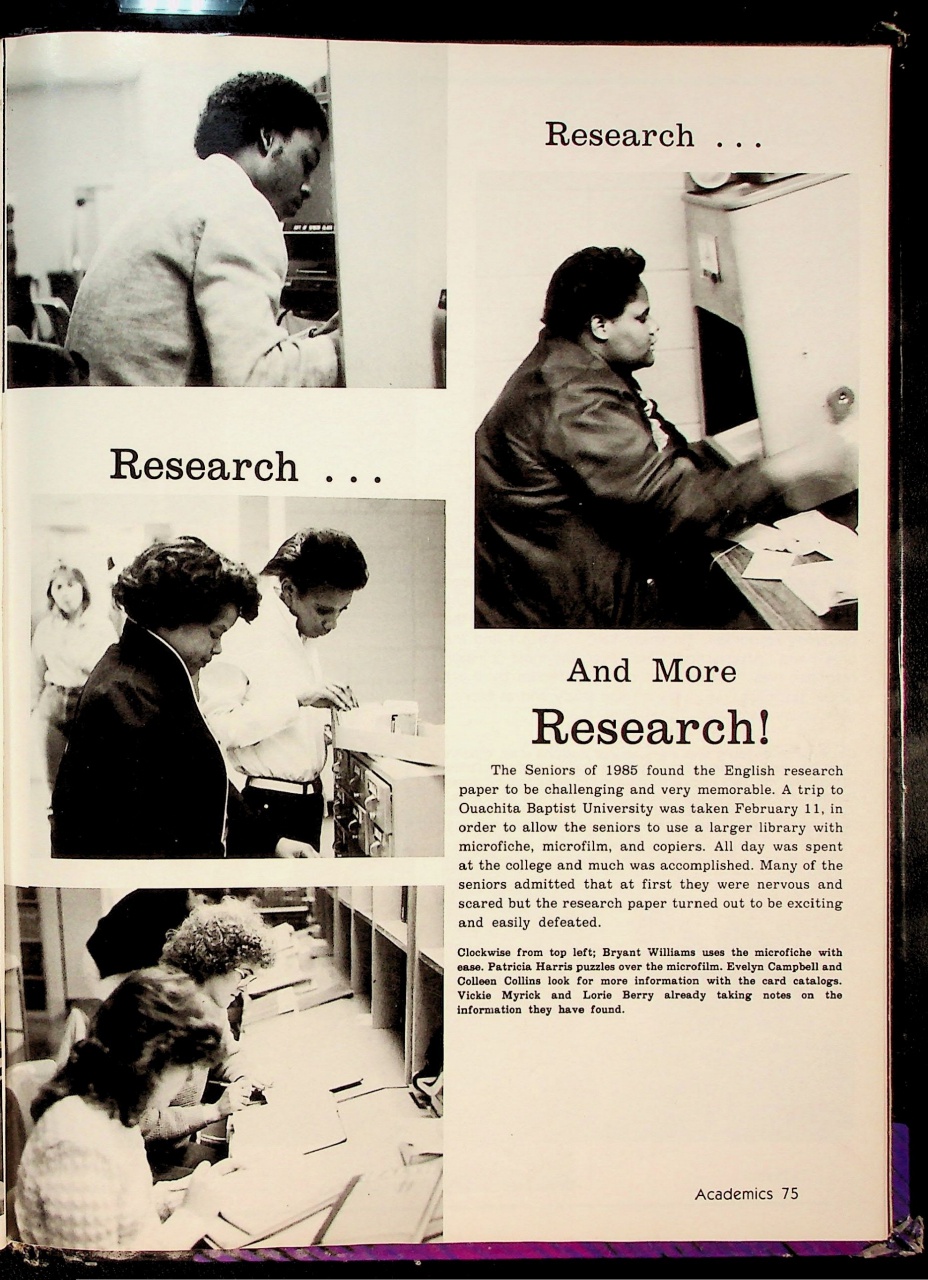 Research ...
Research ...
And More
Research!
The Seniors of 1985 found the English research
paper to be challenging and very memorable. A trip to
Ouachita Baptist University was taken February 11, in
order to allow the seniors to use a larger library with
microfiche, microfilm, and copiers. All day was spent
at the college and much was accomplished. Many of the
seniors admitted that at first they were nervous and
scared but the research paper turned out to be exciting
and easily defeated.
Clockwise from top left; Bryant Williams uses the microfiche with
ease. Patricia Harris puzzles over the microfilm. Evelyn Campbell and
Colleen Collins look for more information with the card catalogs.
Vickie Myrick and Lorie Berry already taking notes on the
information they have found.
Academics 75